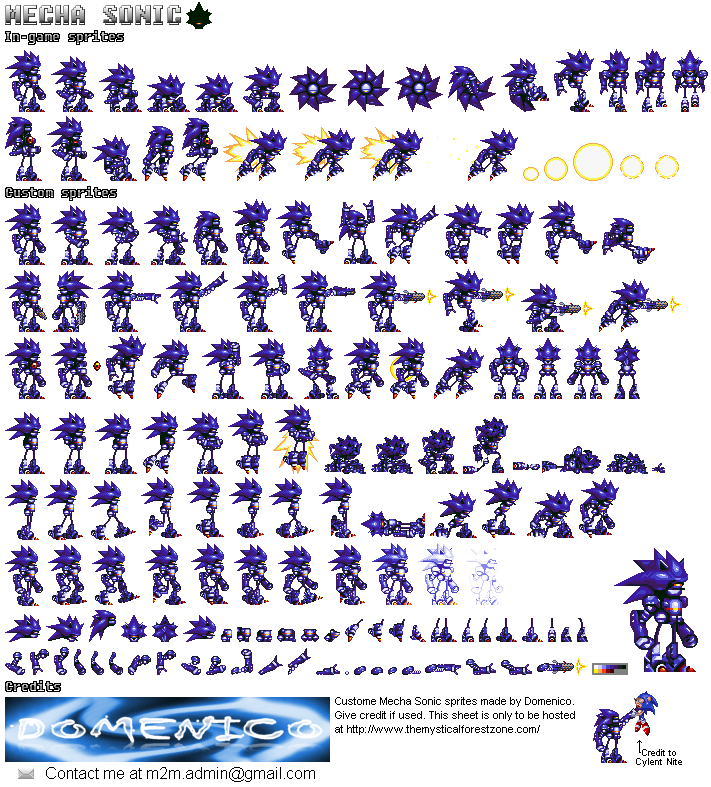 MECHA SONIC
In-game sprites
Custom sprites
Credits
DOMENICO
Custome Mecha Sonic sprites made by Domenico.
Give credit if used. This sheet is only to be hosted
at http://www.themysticalforestzone.com/
Credit to
Cylent Nite
Contact me at m2m.admin@gmail.com